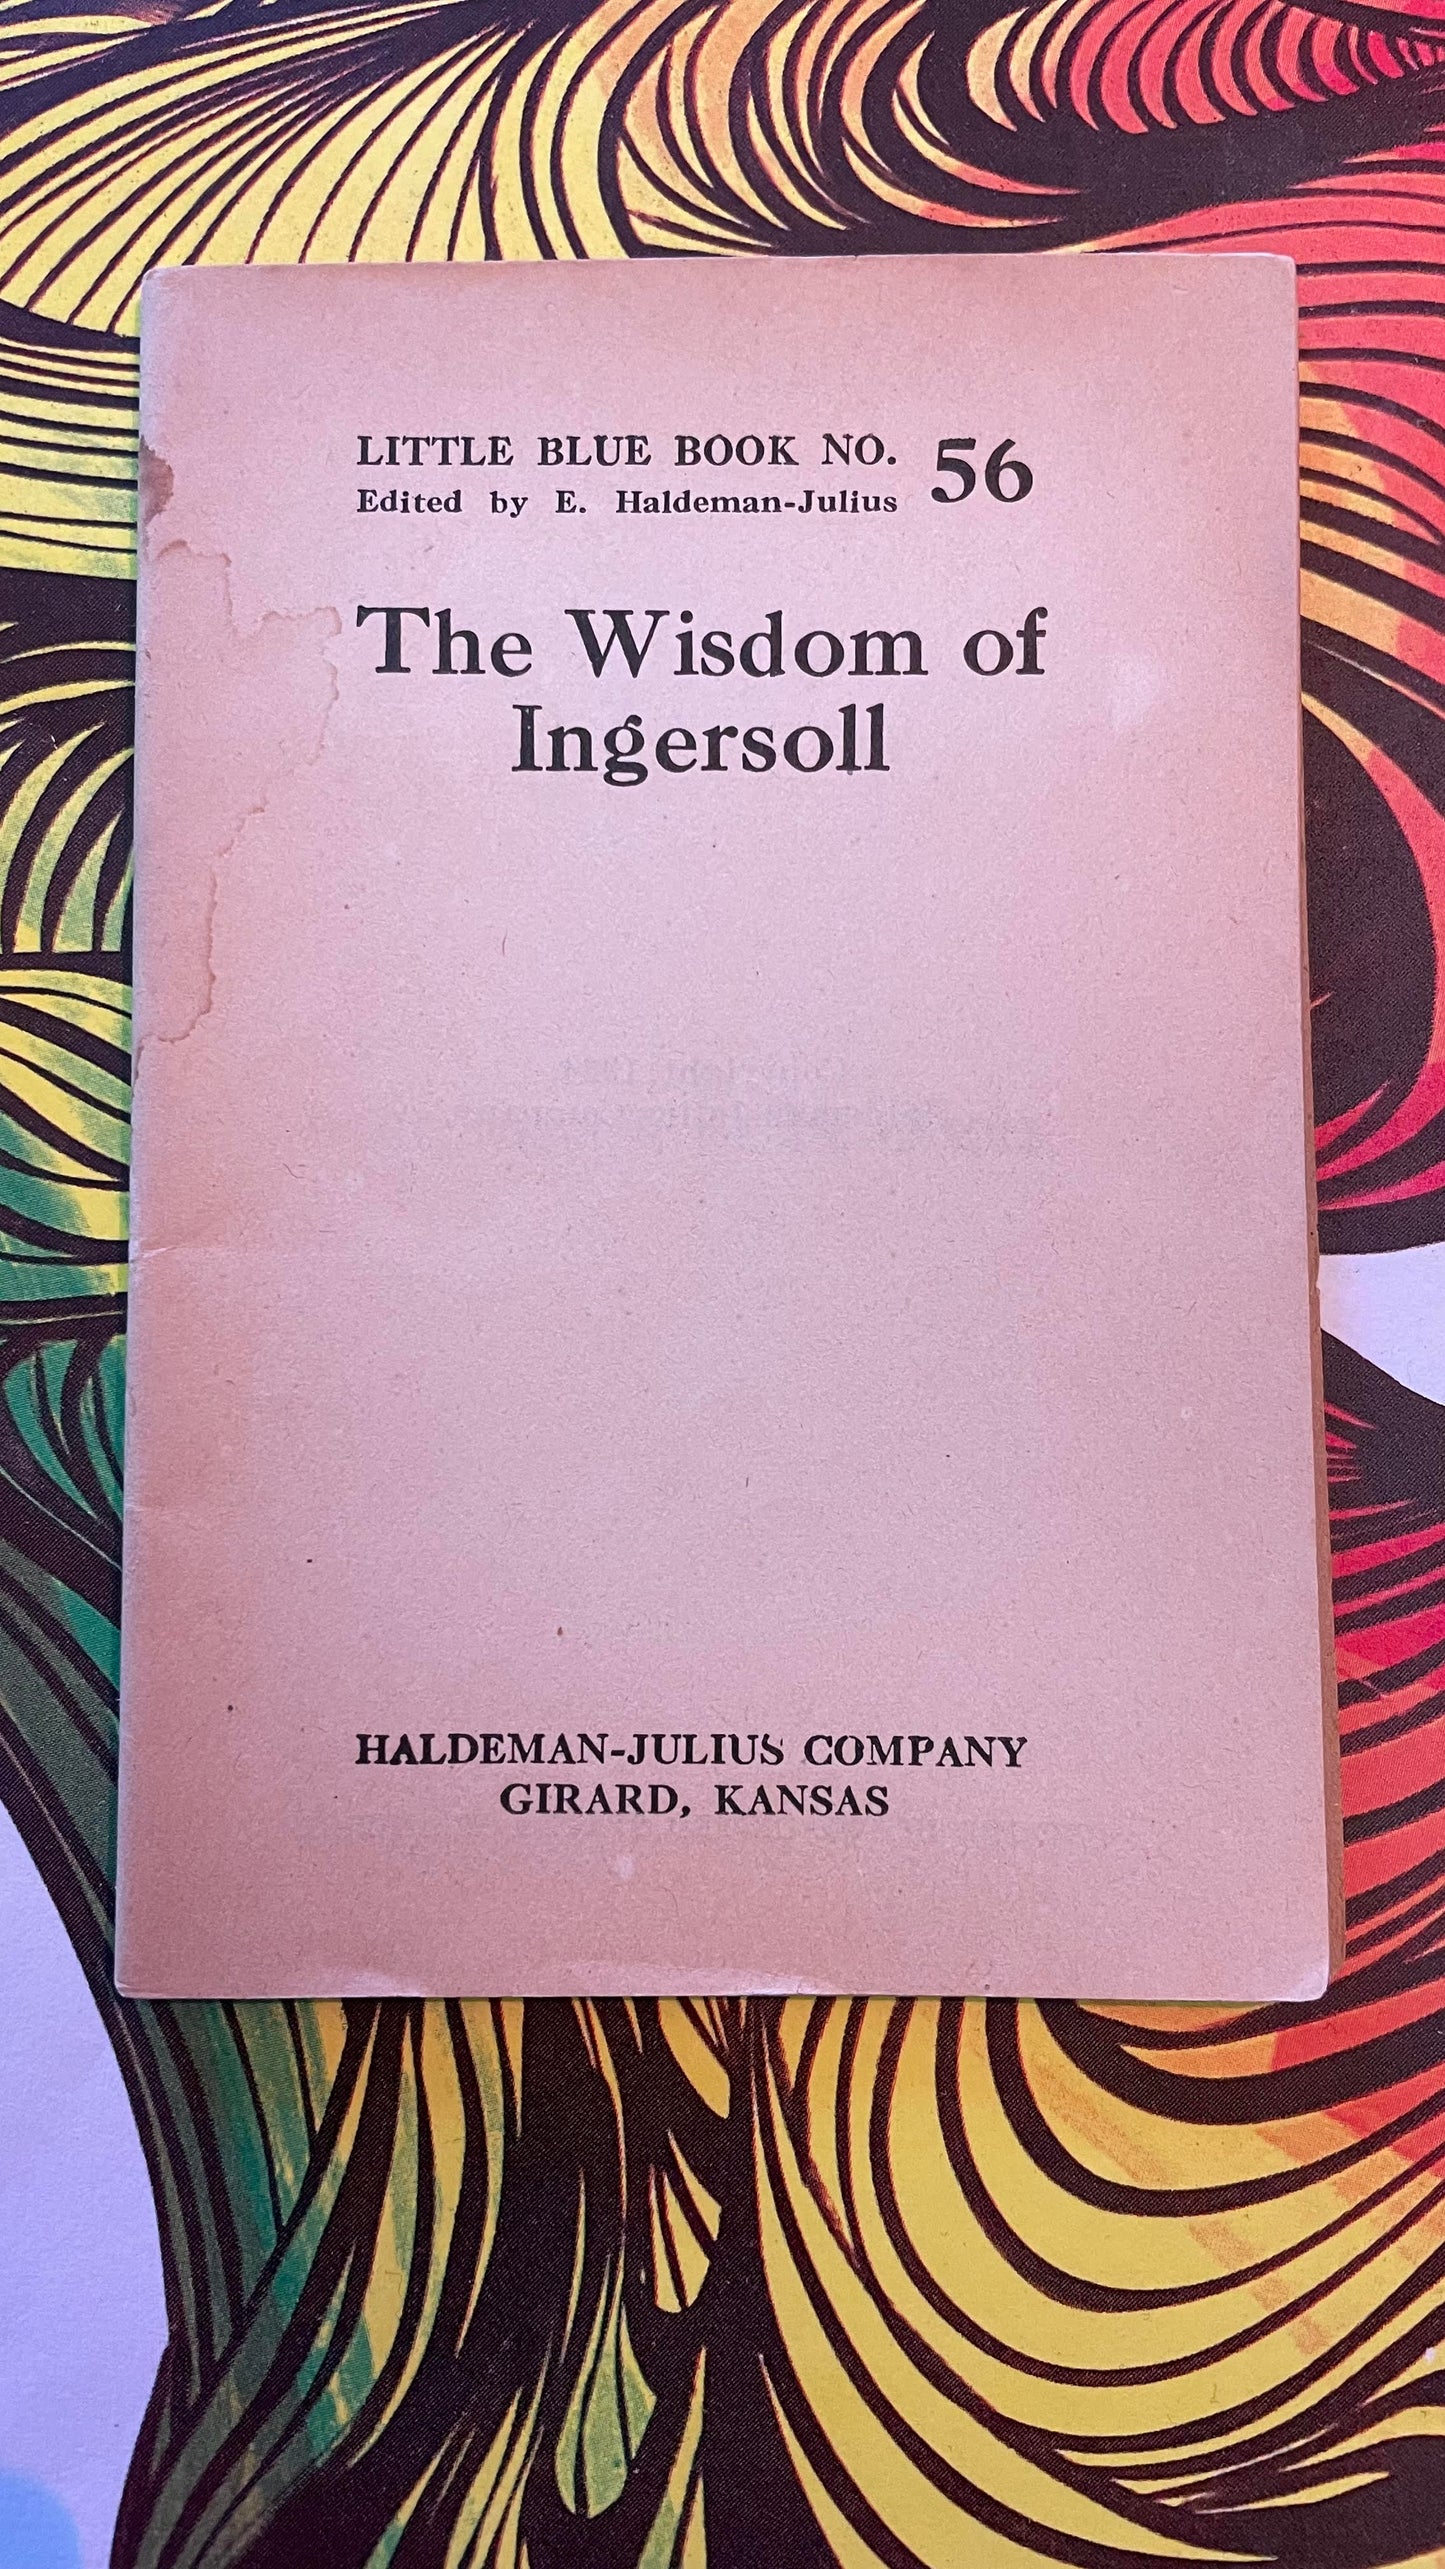 LITTLE BLUE BOOK NO. 56
Edited by E. Haldeman-Julius
The Wisdom of
Ingersoll
HALDEMAN-JULIUS COMPANY
GIRARD, KANSAS